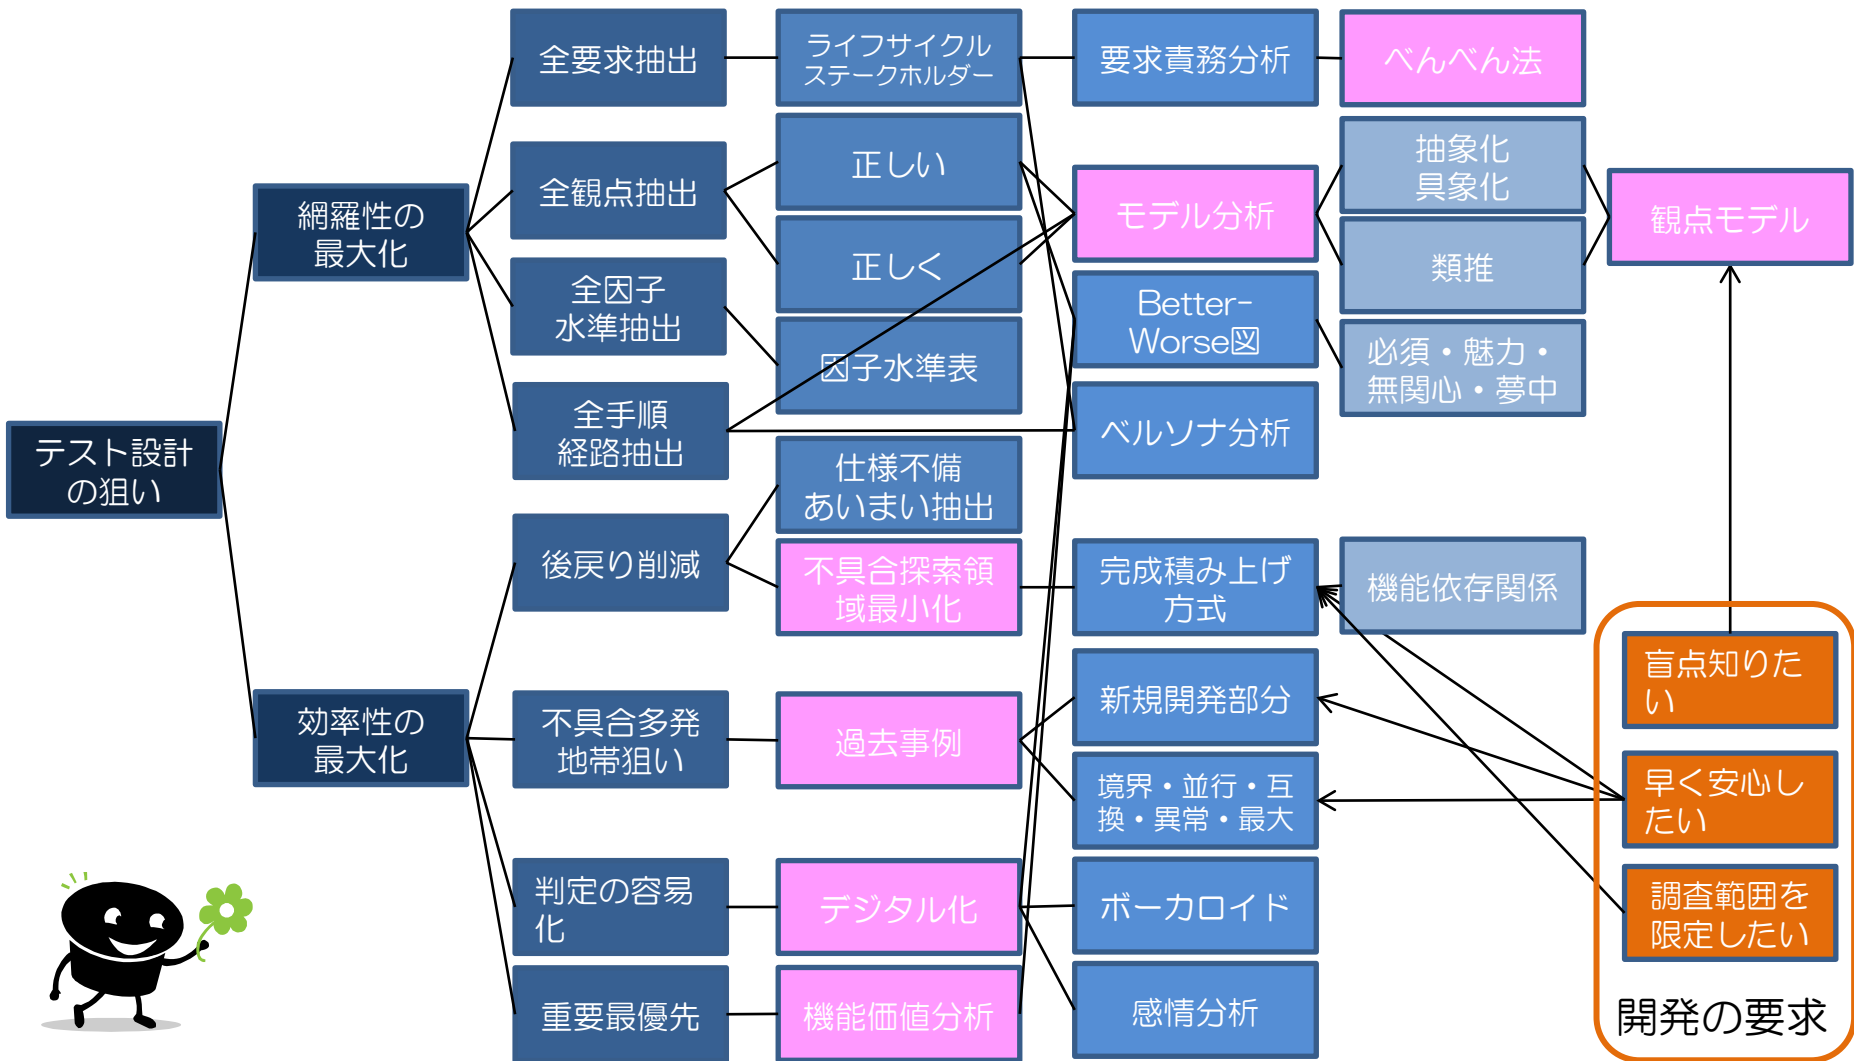 全要求抽出
ライフサイクル
ステークホルダー
要求責務分析
べんべん法
全観点抽出
正しい
抽象化
具象化
網羅性の
最大化
モデル分析
観点モデル
正しく
類推
全因子
水準抽出
Better-
Worse図
因子水準表
必須・魅力・
無関心・夢中
全手順
経路抽出
ペルソナ分析
テスト設計
の狙い
仕様不備
あいまい抽出
後戻り削減
不具合探索領
域最小化
完成積み上げ
方式
機能依存関係
盲点知りた
い
効率性の
最大化
不具合多発
地帯狙い
過去事例
新規開発部分
境界・並行・互
換・異常・最大
早く安心し
たい
判定の容易
化
デジタル化
ボーカロイド
調査範囲を
限定したい
重要最優先
機能価値分析
感情分析
開発の要求